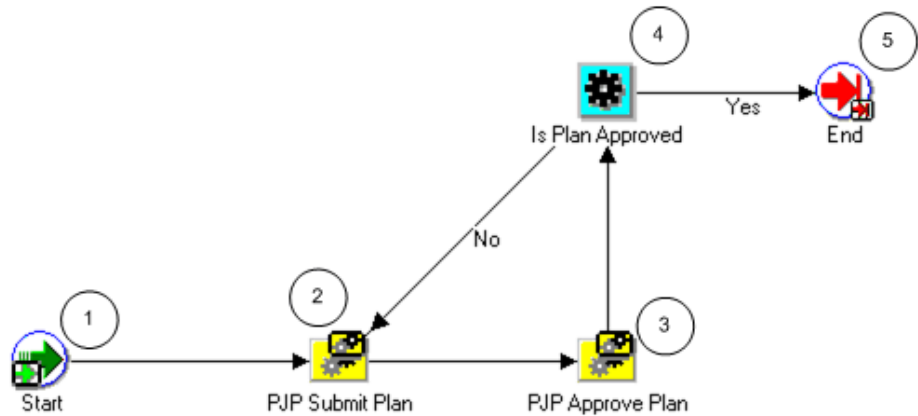 4
5
Yes
Is Plan Approved
End
No
2
1
3
Start
PJP Submit Plan
PJP Approve Plan